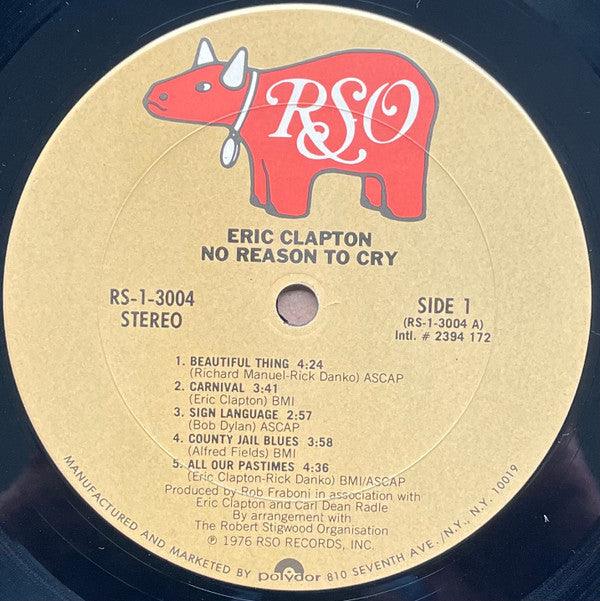 RSO
ERIC CLAPTON
NO REASON TO CRY
RS-1-3004
STEREO
SIDE 1
(RS-1-3004 A)
Intl. # 2394 172
1. BEAUTIFUL THING 4:24
(Richard Manuel-Rick Danko) ASCAP
2. CARNIVAL 3:41
(Eric Clapton) BMI
3. SIGN LANGUAGE 2:57
(Bob Dylan) ASCAP
4. COUNTY JAIL BLUES 3:58
(Alfred Fields) BMI
5. ALL OUR PASTIMES 4:36
(Eric Clapton-Rick Danko) BMI/ASCAP
Produced by Rob Fraboni in association with
Eric Clapton and Carl Dean Radle
By arrangement with
The Robert Stigwood Organisation
℗ 1976 RSO RECORDS, INC.
MANUFACTURED AND MARKETED BY polydor 810 SEVENTH AVE./N.Y., N.Y. 10019